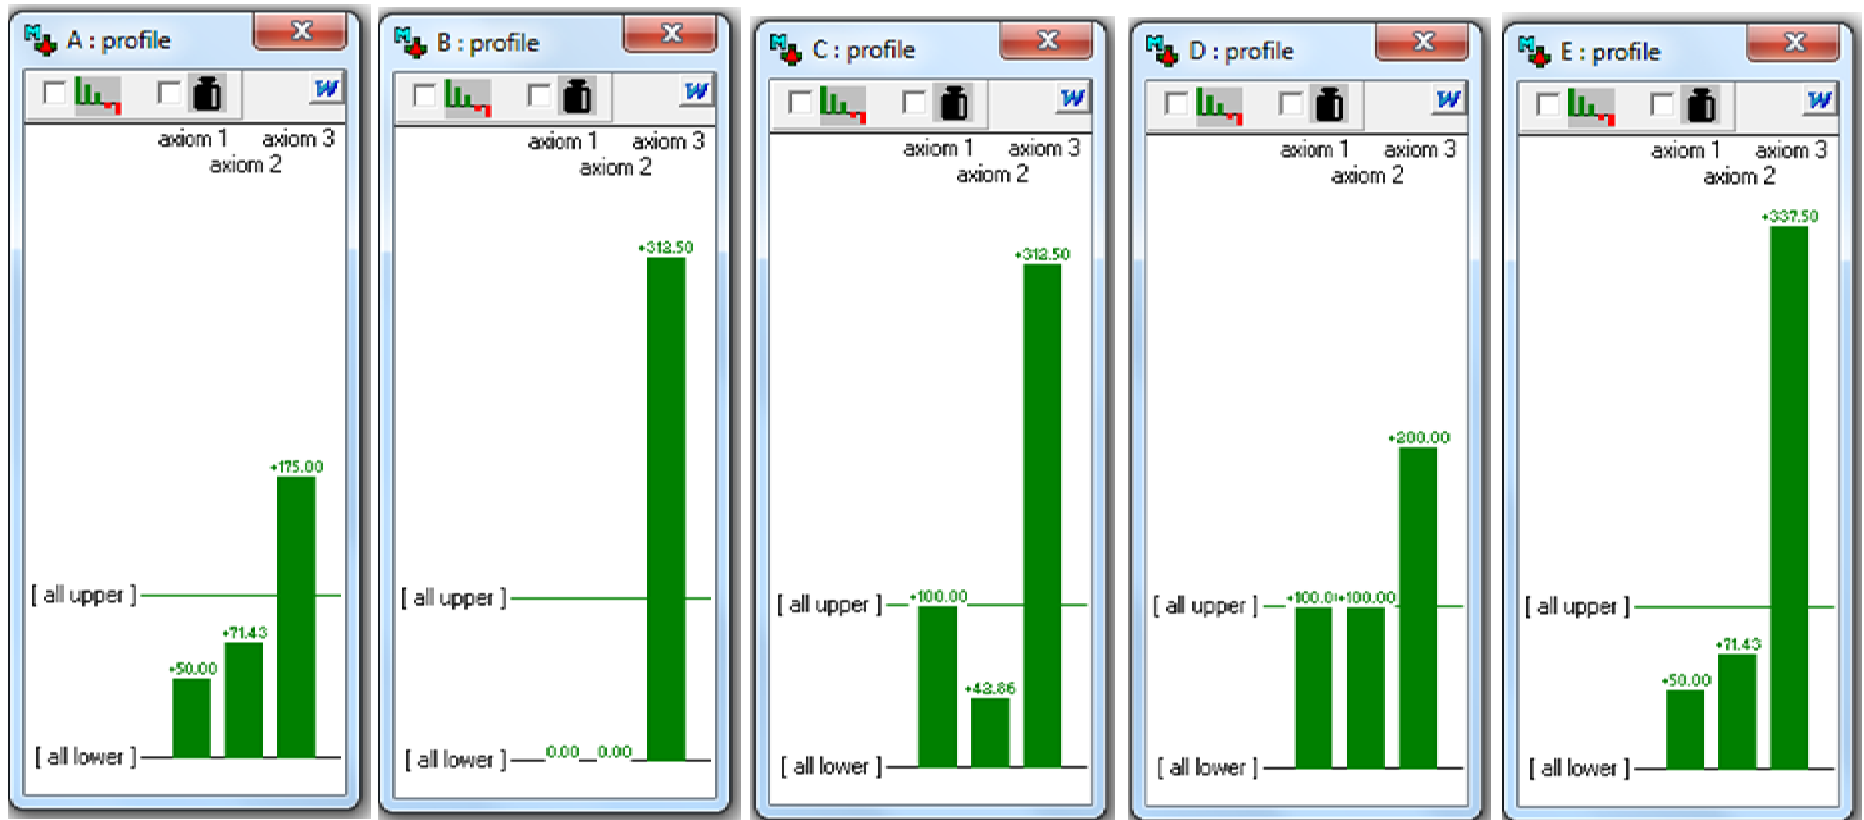 A : profile
W
axiom 1 axiom 3
axiom 2
+175.00
[ all upper ]
+71.43
+50.00
[ all lower ]
B : profile
W
axiom 1 axiom 3
axiom 2
+312.50
[ all upper ]
0.00 0.00
[ all lower ]
C : profile
W
axiom 1 axiom 3
axiom 2
+312.50
+100.00
[ all upper ]
+42.86
[ all lower ]
D : profile
W
axiom 1 axiom 3
axiom 2
+200.00
+100.0 +100.00
[ all upper ]
[ all lower ]
E : profile
W
axiom 1 axiom 3
axiom 2
+337.50
[ all upper ]
+71.43
+50.00
[ all lower ]